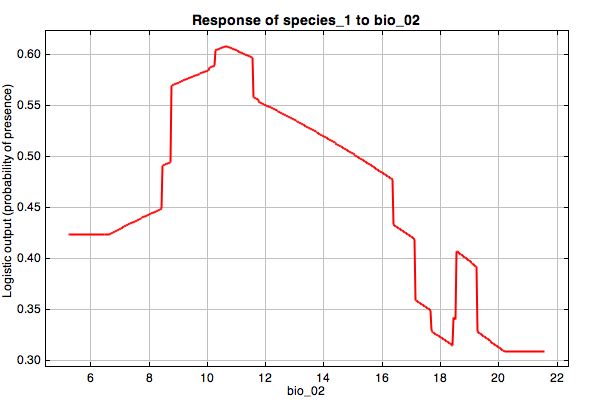 Response of species_1 to bio_02
Logistic output (probability of presence)
0.60
0.55
0.50
0.45
0.40
0.35
0.30
6 8 10 12 14 16 18 20 22
bio_02